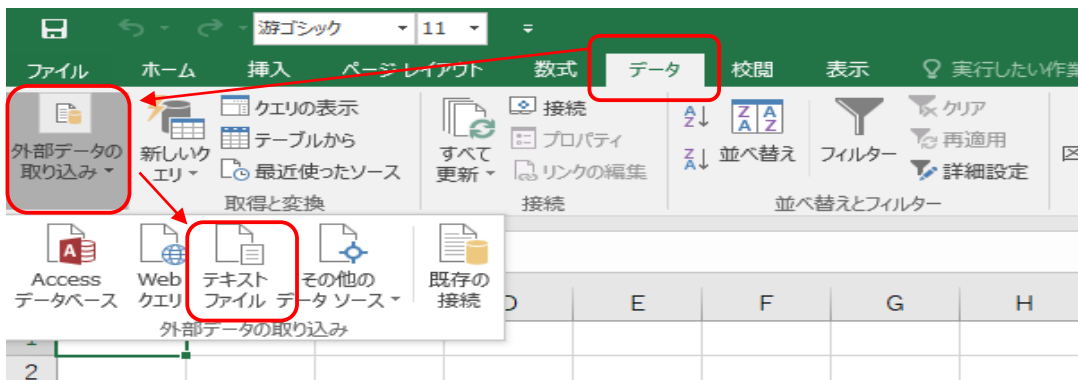 游ゴシック 11
ファイル ホーム 挿入 ページ レイアウト 数式 データ 校閲 表示 実行したい作業
外部データの
取り込み
新しいク
エリ
クエリの表示
テーブルから
最近使ったソース
取得と変換
すべて
更新
接続
プロパティ
リンクの編集
接続
A
Z
Z
A
Z A
A Z
並べ替え
フィルター
クリア
再適用
詳細設定
並べ替えとフィルター
A
Access
データベース
Web
クエリ
テキスト
ファイル
その他の
データ ソース
既存の
接続
外部データの取り込み
D E F G H
1
2